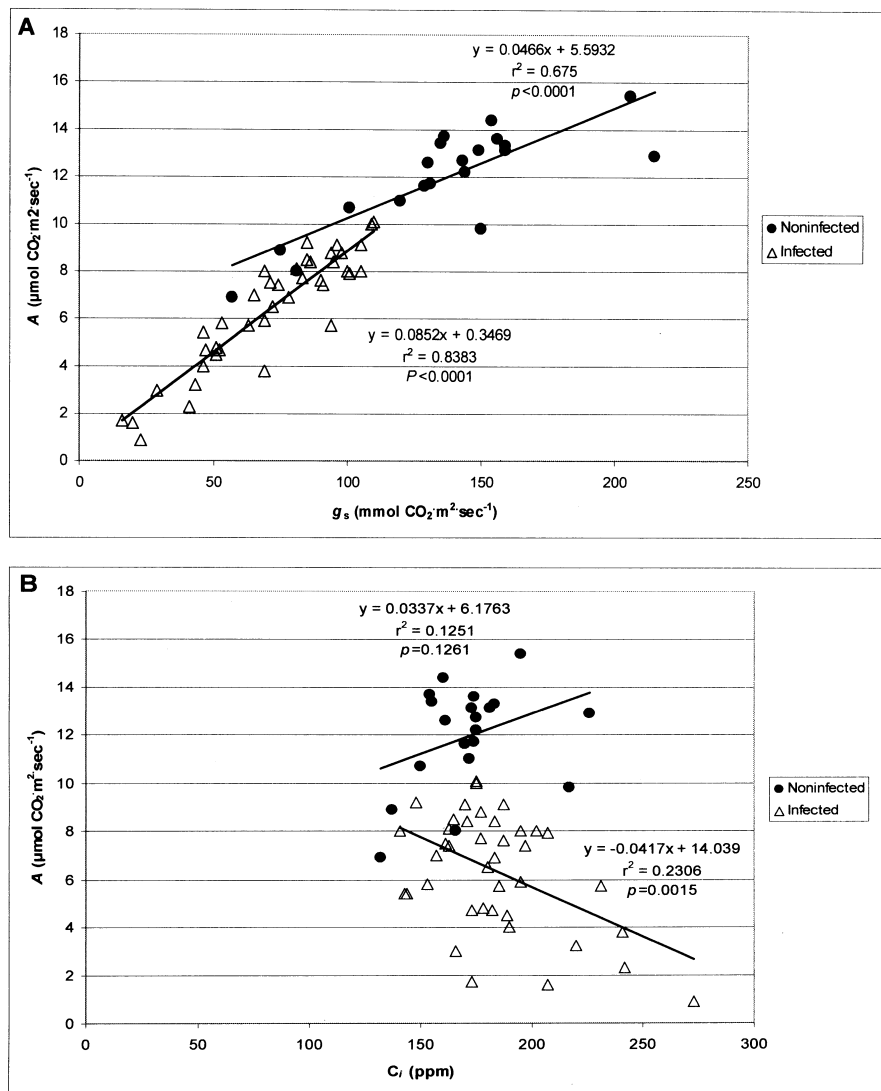 A
y = 0.0466x + 5.5932
r² = 0.675
p<0.0001
18
16
14
12
10
8
6
4
2
0
A (µmol CO₂·m2·sec⁻¹)
y = 0.0852x + 0.3469
r² = 0.8383
P<0.0001
Noninfected
Infected
0 50 100 150 200 250
gₛ (mmol CO₂·m²·sec⁻¹)
B
y = 0.0337x + 6.1763
r² = 0.1251
p=0.1261
18
16
14
12
10
8
6
4
2
0
A (µmol CO₂·m²·sec⁻¹)
y = -0.0417x + 14.039
r² = 0.2306
p=0.0015
Noninfected
Infected
0 50 100 150 200 250 300
Cᵢ (ppm)